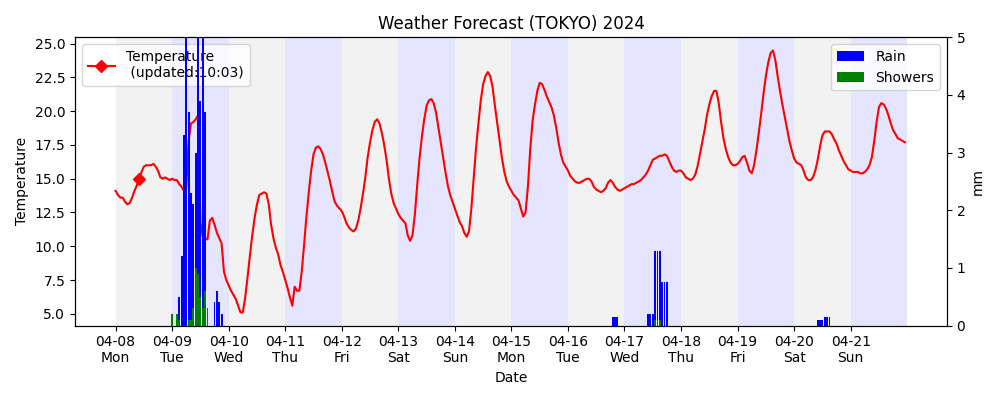 Weather Forecast (TOKYO) 2024
Temperature
(updated:10:03)
Rain
Showers
25.0
22.5
20.0
17.5
15.0
12.5
10.0
7.5
5.0
Temperature
5
4
3
2
1
0
mm
04-08 04-09 04-10 04-11 04-12 04-13 04-14 04-15 04-16 04-17 04-18 04-19 04-20 04-21
Mon Tue Wed Thu Fri Sat Sun Mon Tue Wed Thu Fri Sat Sun
Date